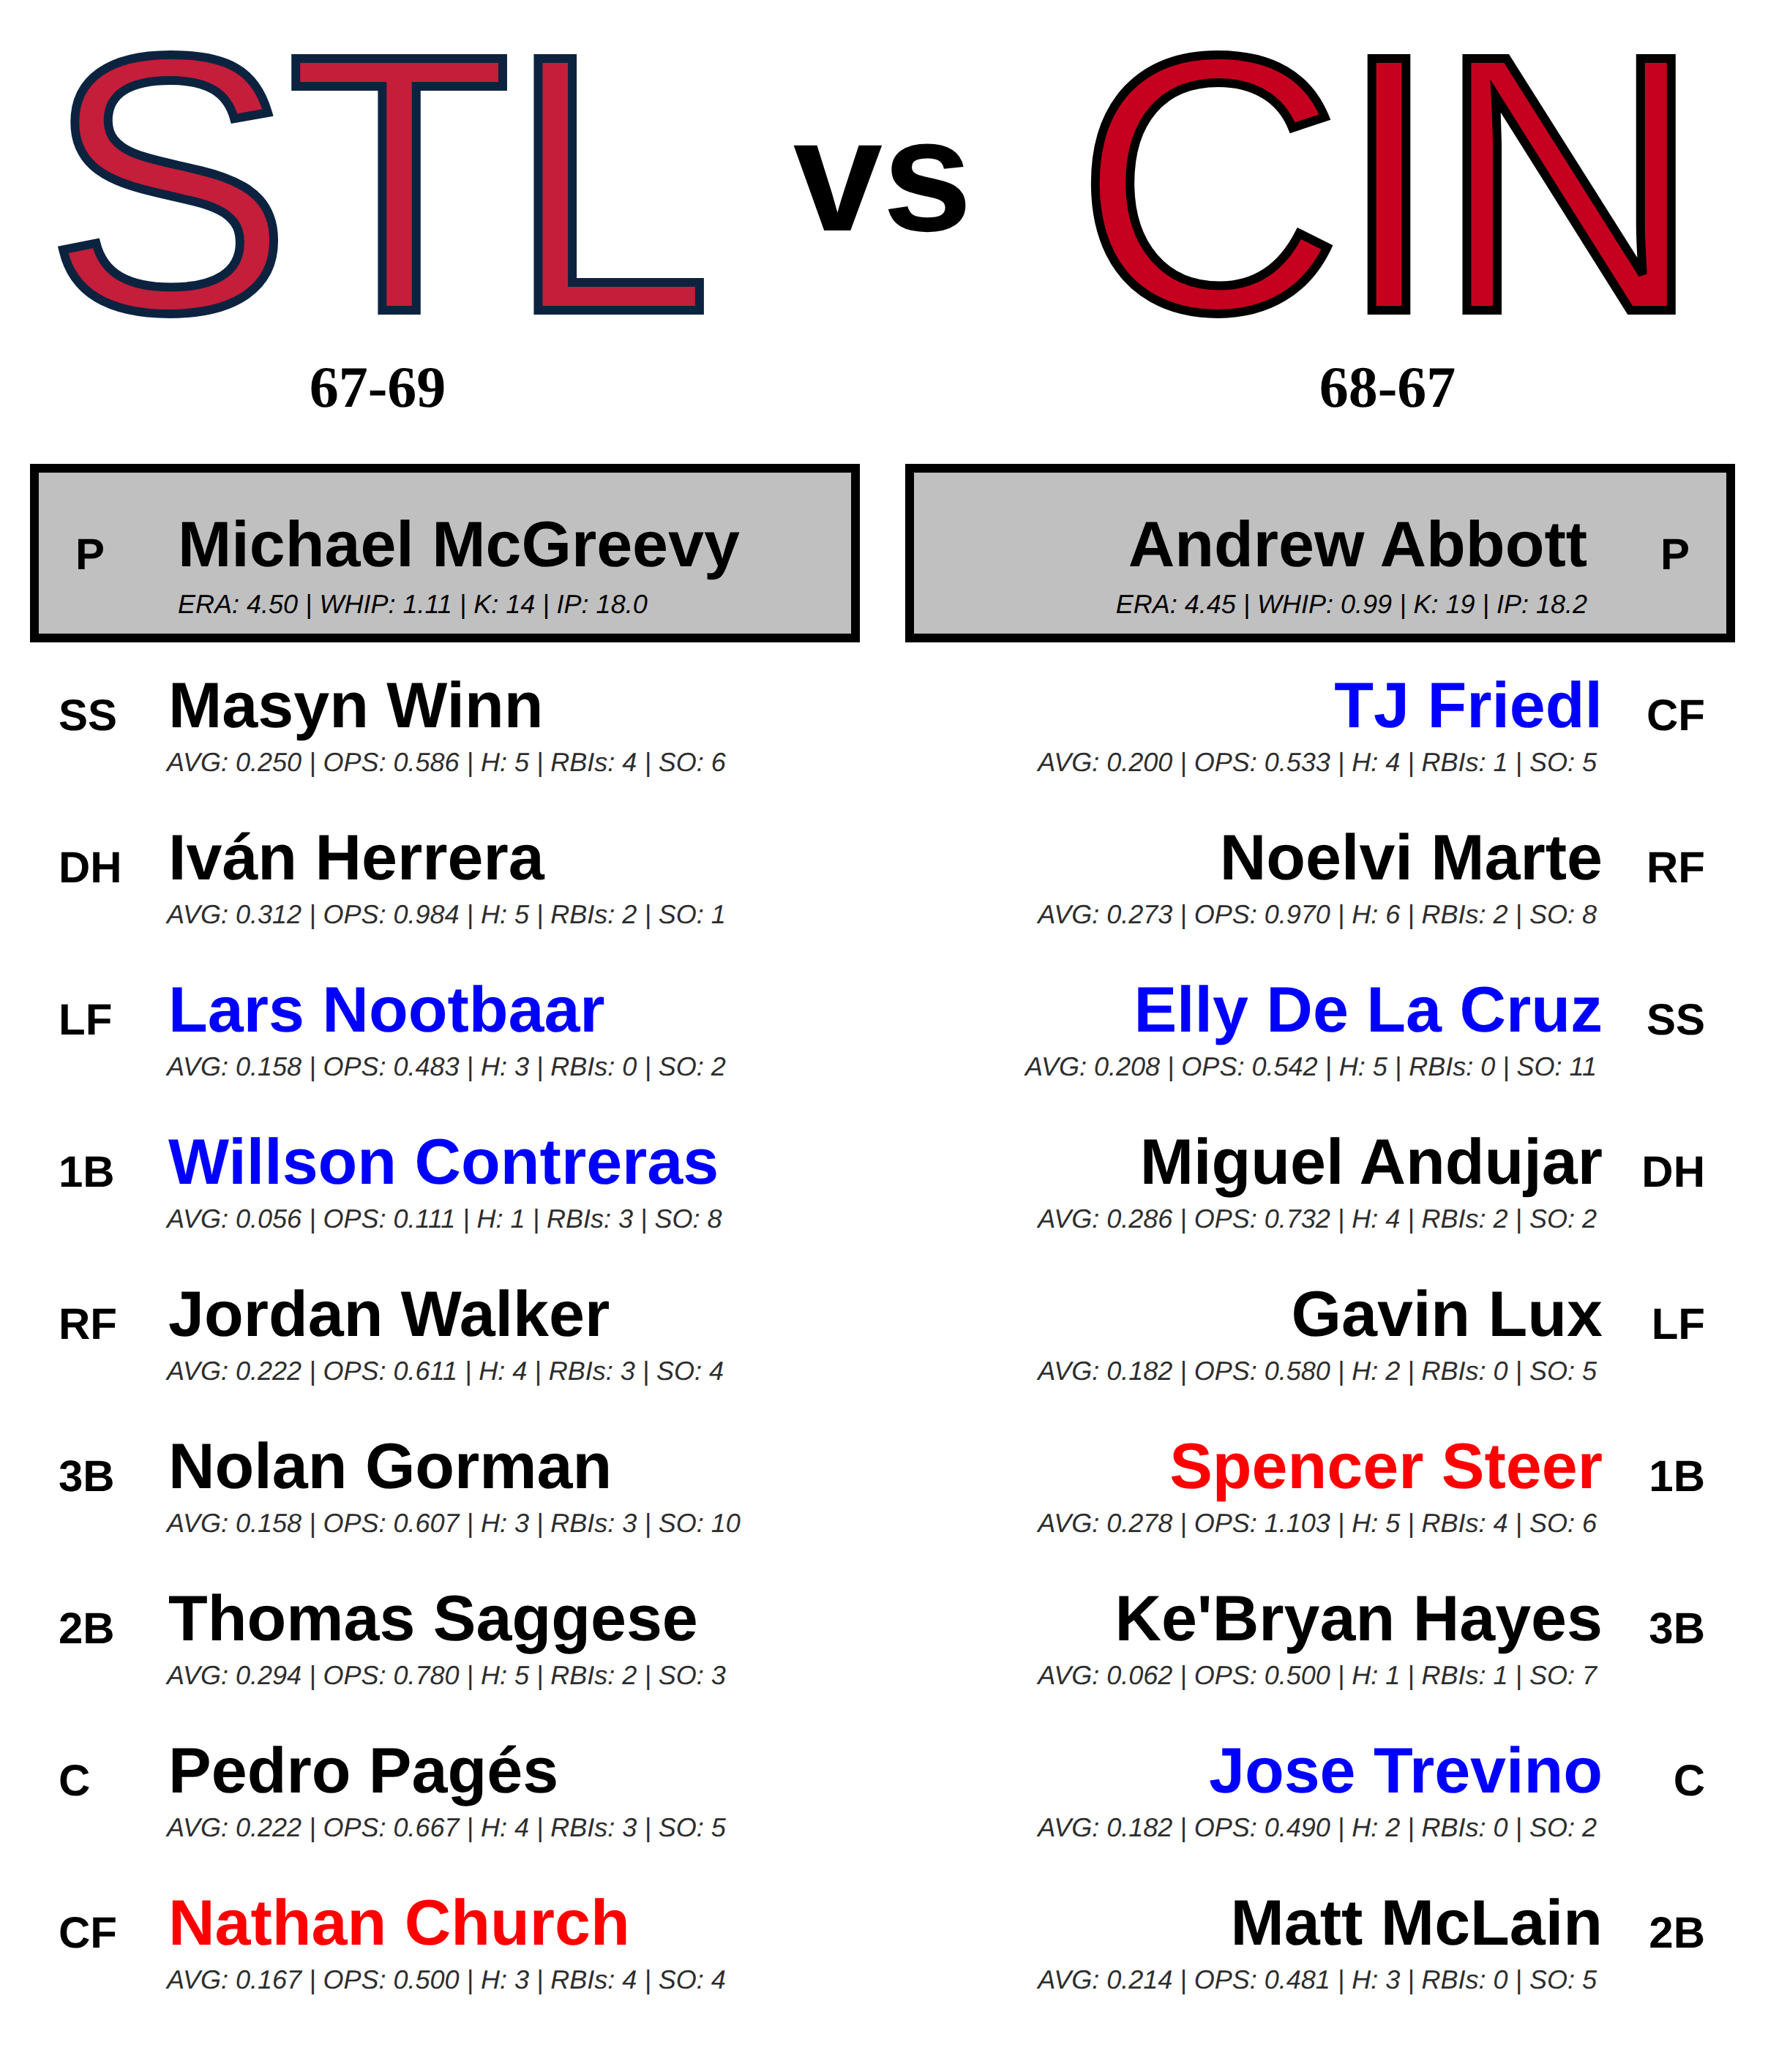 STL vs CIN
67-69
68-67
P Michael McGreevy
ERA: 4.50 | WHIP: 1.11 | K: 14 | IP: 18.0
Andrew Abbott P
ERA: 4.45 | WHIP: 0.99 | K: 19 | IP: 18.2
SS Masyn Winn
AVG: 0.250 | OPS: 0.586 | H: 5 | RBIs: 4 | SO: 6
DH Iván Herrera
AVG: 0.312 | OPS: 0.984 | H: 5 | RBIs: 2 | SO: 1
LF Lars Nootbaar
AVG: 0.158 | OPS: 0.483 | H: 3 | RBIs: 0 | SO: 2
1B Willson Contreras
AVG: 0.056 | OPS: 0.111 | H: 1 | RBIs: 3 | SO: 8
RF Jordan Walker
AVG: 0.222 | OPS: 0.611 | H: 4 | RBIs: 3 | SO: 4
3B Nolan Gorman
AVG: 0.158 | OPS: 0.607 | H: 3 | RBIs: 3 | SO: 10
2B Thomas Saggese
AVG: 0.294 | OPS: 0.780 | H: 5 | RBIs: 2 | SO: 3
C Pedro Pagés
AVG: 0.222 | OPS: 0.667 | H: 4 | RBIs: 3 | SO: 5
CF Nathan Church
AVG: 0.167 | OPS: 0.500 | H: 3 | RBIs: 4 | SO: 4
TJ Friedl CF
AVG: 0.200 | OPS: 0.533 | H: 4 | RBIs: 1 | SO: 5
Noelvi Marte RF
AVG: 0.273 | OPS: 0.970 | H: 6 | RBIs: 2 | SO: 8
Elly De La Cruz SS
AVG: 0.208 | OPS: 0.542 | H: 5 | RBIs: 0 | SO: 11
Miguel Andujar DH
AVG: 0.286 | OPS: 0.732 | H: 4 | RBIs: 2 | SO: 2
Gavin Lux LF
AVG: 0.182 | OPS: 0.580 | H: 2 | RBIs: 0 | SO: 5
Spencer Steer 1B
AVG: 0.278 | OPS: 1.103 | H: 5 | RBIs: 4 | SO: 6
Ke'Bryan Hayes 3B
AVG: 0.062 | OPS: 0.500 | H: 1 | RBIs: 1 | SO: 7
Jose Trevino C
AVG: 0.182 | OPS: 0.490 | H: 2 | RBIs: 0 | SO: 2
Matt McLain 2B
AVG: 0.214 | OPS: 0.481 | H: 3 | RBIs: 0 | SO: 5